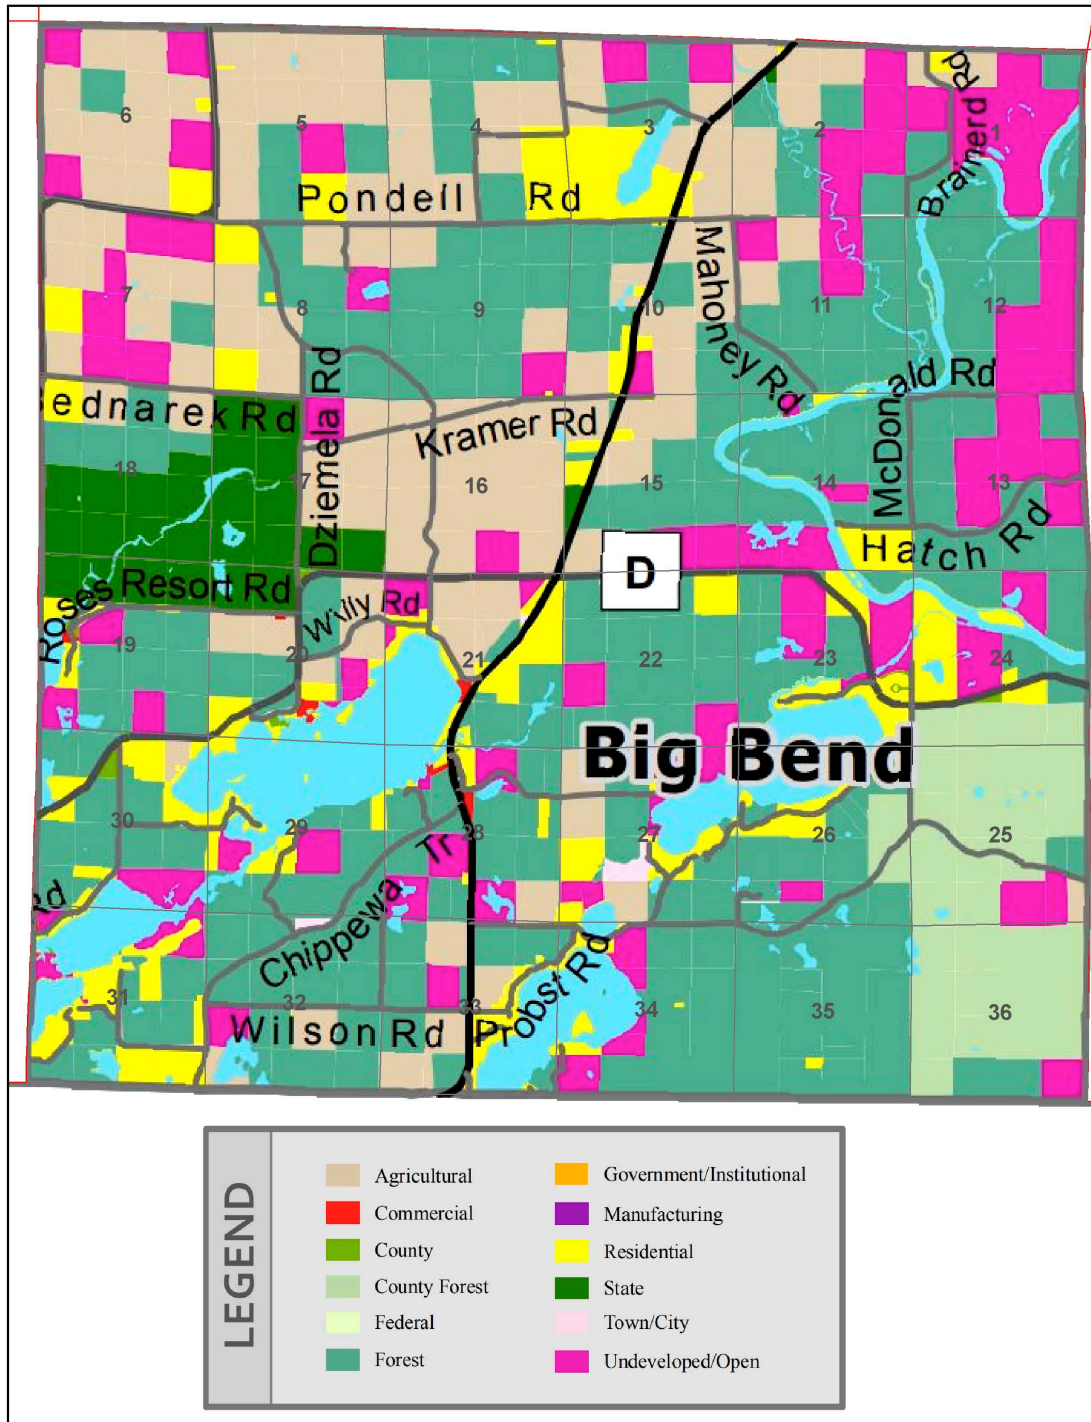 Rd
6
5
4
3
2
1
Brainerd
Pondell Rd
7
8
9
10
11
12
Mahoney Rd
McDonald Rd
ednarek Rd
Dziemela Rd
Kramer Rd
18
17
16
15
14
13
Hatch Rd
D
Roses Resort Rd
Willy Rd
19
20
21
22
23
24
Big Bend
30
29
28
27
26
25
Tr
Rd
Chippewa
31
32
33
34
35
36
Wilson Rd
Probst Rd
LEGEND
Agricultural
Commercial
County
County Forest
Federal
Forest
Government/Institutional
Manufacturing
Residential
State
Town/City
Undeveloped/Open